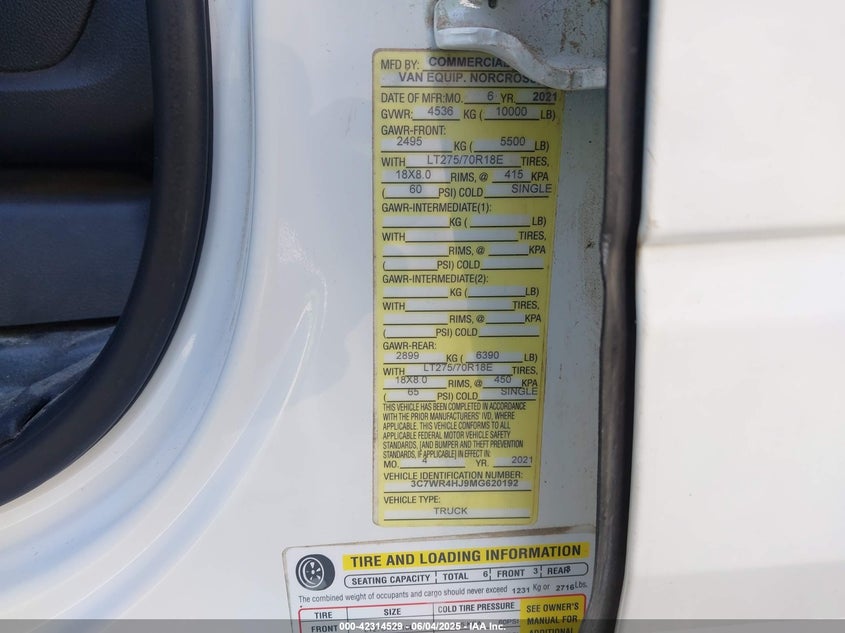 MFD BY: COMMERCIAL
VAN EQUIP. NORCROSS
DATE OF MFR:MO. 6 YR. 2021
GVWR: 4536 KG ( 10000 LB)
GAWR-FRONT:
2495 KG ( 5500 LB)
WITH LT275/70R18E TIRES,
18X8.0 RIMS, @ 415 KPA
( 60 PSI) COLD SINGLE
GAWR-INTERMEDIATE(1):
KG ( LB)
WITH TIRES,
RIMS, @ KPA
( PSI) COLD
GAWR-INTERMEDIATE(2):
KG ( LB)
WITH TIRES,
RIMS, @ KPA
( PSI) COLD
GAWR-REAR:
2899 KG ( 6390 LB)
WITH LT275/70R18E TIRES,
18X8.0 RIMS, @ 450 KPA
( 65 PSI) COLD SINGLE
THIS VEHICLE HAS BEEN COMPLETED IN ACCORDANCE
WITH THE PRIOR MANUFACTURERS' IVD, WHERE
APPLICABLE. THIS VEHICLE CONFORMS TO ALL
APPLICABLE FEDERAL MOTOR VEHICLE SAFETY
STANDARDS, [AND BUMPER AND THEFT PREVENTION
STANDARDS, IF APPLICABLE] IN EFFECT IN:
MO. 4 YR. 2021
VEHICLE IDENTIFICATION NUMBER:
3C7WR4HJ9MG620192
VEHICLE TYPE:
TRUCK
TIRE AND LOADING INFORMATION
SEATING CAPACITY TOTAL 6 FRONT 3 REAR 3
The combined weight of occupants and cargo should never exceed 1231 Kg or 2716 Lbs.
TIRE SIZE COLD TIRE PRESSURE SEE OWNER'S
MANUAL FOR
FRONT 60PSI ADDITIONAL
000-42314529 - 06/04/2025 - IAA Inc.